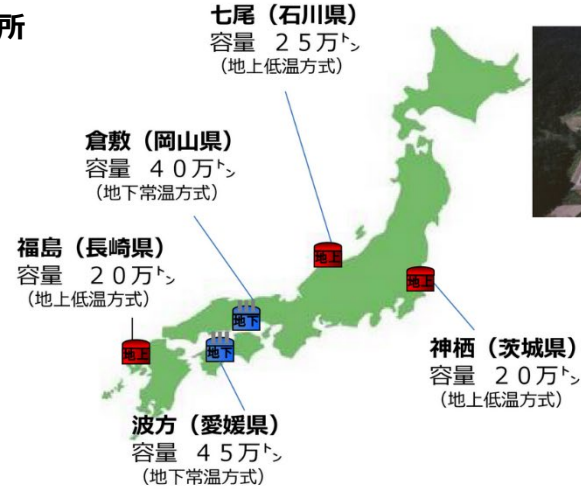 所
七尾（石川県）
容量　２５万㌧
（地上低温方式）
倉敷（岡山県）
容量　４０万㌧
（地下常温方式）
福島（長崎県）
容量　２０万㌧
（地上低温方式）
地上
地上
地下
地下
地上
神栖（茨城県）
容量　２０万㌧
（地上低温方式）
波方（愛媛県）
容量　４５万㌧
（地下常温方式）